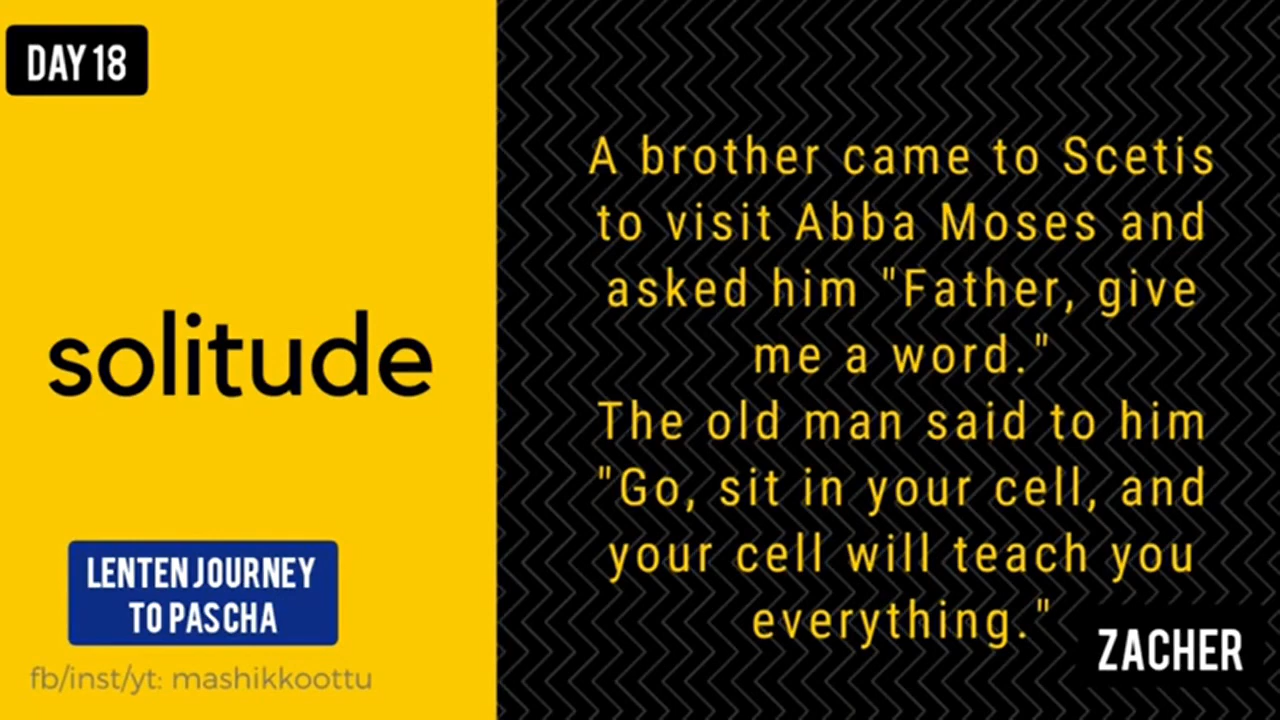 DAY 18
solitude
LENTEN JOURNEY
TO PASCHA
fb/inst/yt: mashikkoottu
A brother came to Scetis
to visit Abba Moses and
asked him "Father, give
me a word."
The old man said to him
"Go, sit in your cell, and
your cell will teach you
everything."
ZACHER